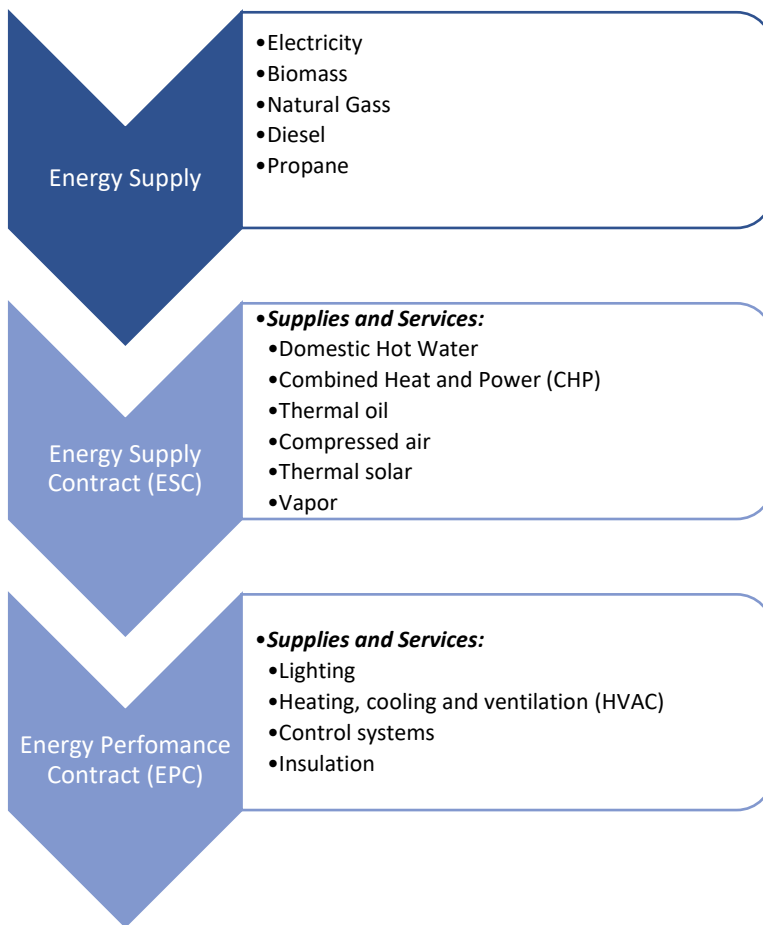 Energy Supply
•Electricity
•Biomass
•Natural Gass
•Diesel
•Propane
Energy Supply
Contract (ESC)
•Supplies and Services:
•Domestic Hot Water
•Combined Heat and Power (CHP)
•Thermal oil
•Compressed air
•Thermal solar
•Vapor
Energy Perfomance
Contract (EPC)
•Supplies and Services:
•Lighting
•Heating, cooling and ventilation (HVAC)
•Control systems
•Insulation